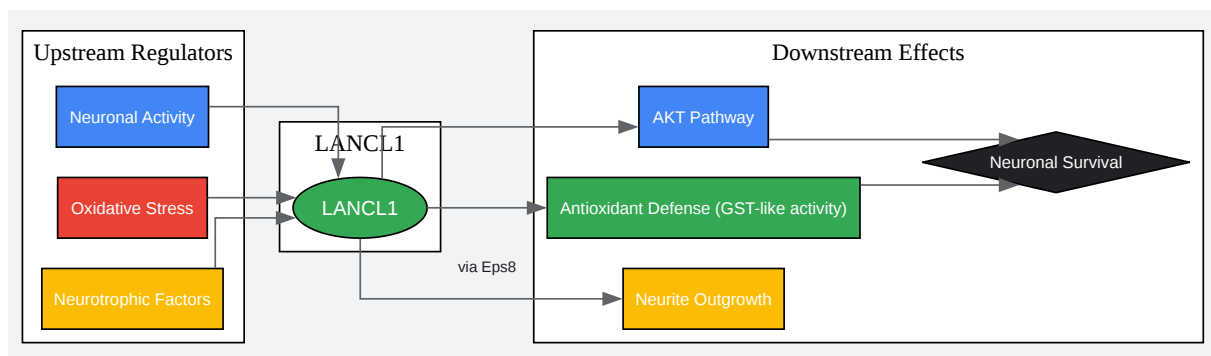 Upstream Regulators
Neuronal Activity
Oxidative Stress
Neurotrophic Factors
LANCL1
LANCL1
via Eps8
Downstream Effects
AKT Pathway
Antioxidant Defense (GST-like activity)
Neurite Outgrowth
Neuronal Survival